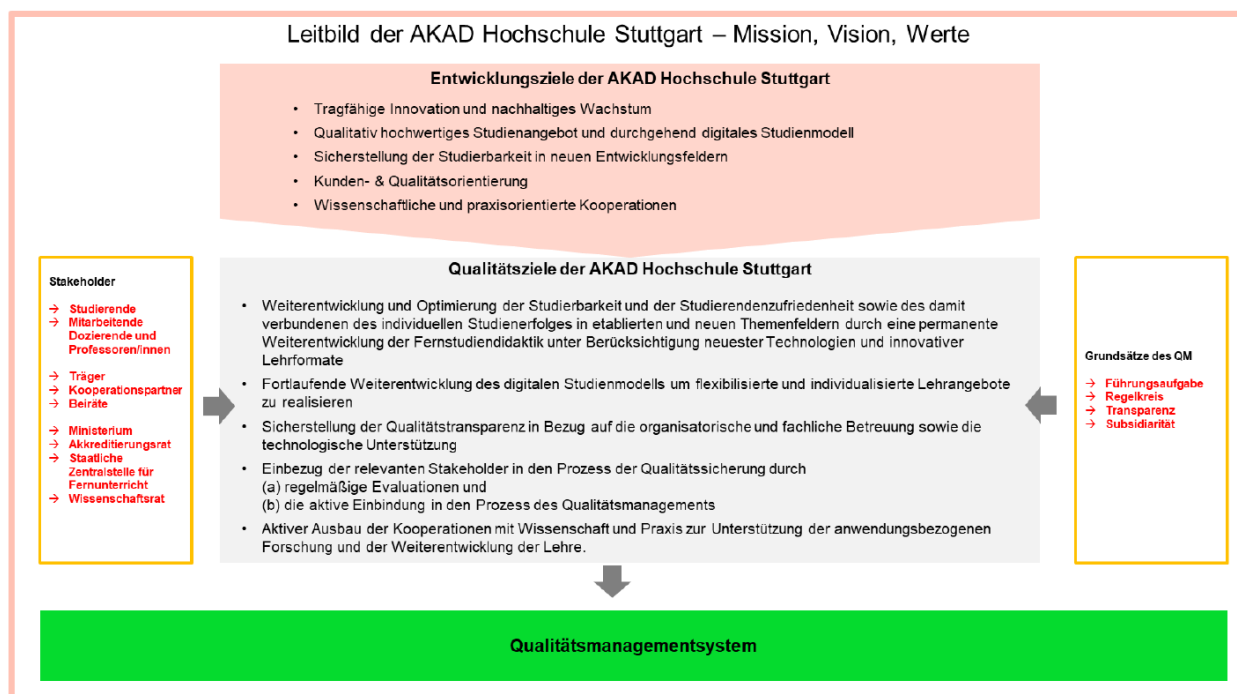 Leitbild der AKAD Hochschule Stuttgart – Mission, Vision, Werte
Entwicklungsziele der AKAD Hochschule Stuttgart
• Tragfähige Innovation und nachhaltiges Wachstum
• Qualitativ hochwertiges Studienangebot und durchgehend digitales Studienmodell
• Sicherstellung der Studierbarkeit in neuen Entwicklungsfeldern
• Kunden- & Qualitätsorientierung
• Wissenschaftliche und praxisorientierte Kooperationen
Stakeholder
→ Studierende
→ Mitarbeitende
Dozierende und
Professoren/innen
→ Träger
→ Kooperationspartner
→ Beiräte
→ Ministerium
→ Akkreditierungsrat
→ Staatliche
Zentralstelle für
Fernunterricht
→ Wissenschaftsrat
Qualitätsziele der AKAD Hochschule Stuttgart
• Weiterentwicklung und Optimierung der Studierbarkeit und der Studierendenzufriedenheit sowie des damit
verbundenen des individuellen Studienerfolges in etablierten und neuen Themenfeldern durch eine permanente
Weiterentwicklung der Fernstudiendidaktik unter Berücksichtigung neuester Technologien und innovativer
Lehrformate
• Fortlaufende Weiterentwicklung des digitalen Studienmodells um flexibilisierte und individualisierte Lehrangebote
zu realisieren
• Sicherstellung der Qualitätstransparenz in Bezug auf die organisatorische und fachliche Betreuung sowie die
technologische Unterstützung
• Einbezug der relevanten Stakeholder in den Prozess der Qualitätssicherung durch
(a) regelmäßige Evaluationen und
(b) die aktive Einbindung in den Prozess des Qualitätsmanagements
• Aktiver Ausbau der Kooperationen mit Wissenschaft und Praxis zur Unterstützung der anwendungsbezogenen
Forschung und der Weiterentwicklung der Lehre.
Grundsätze des QM
→ Führungsaufgabe
→ Regelkreis
→ Transparenz
→ Subsidiarität
Qualitätsmanagementsystem